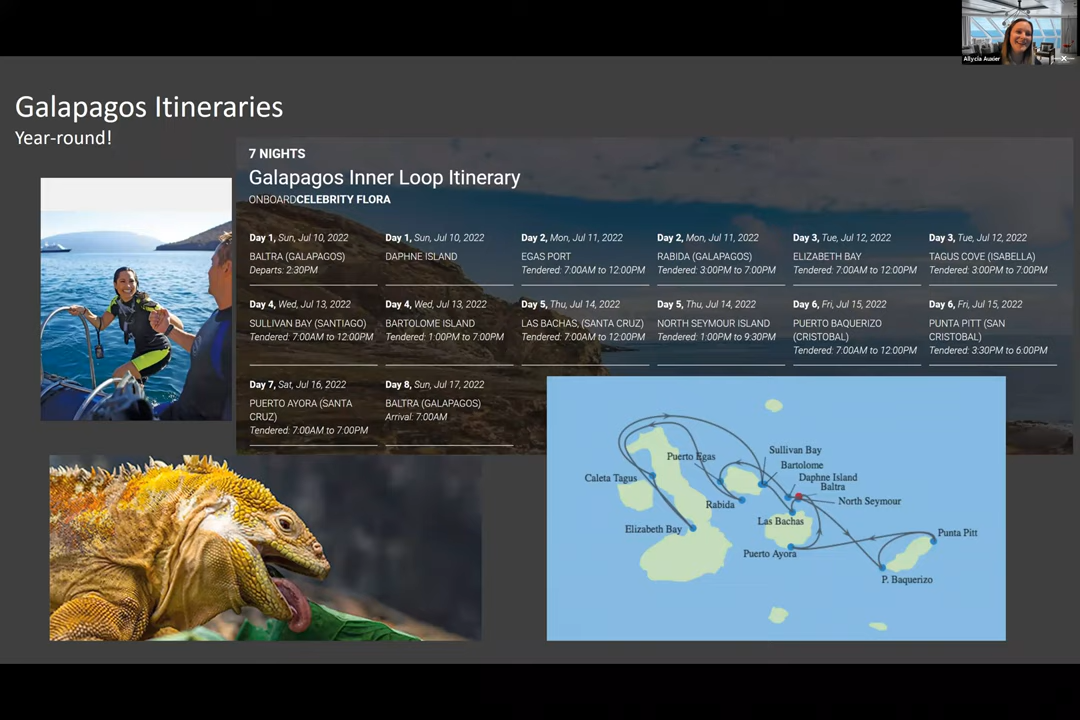 Allycia Auxier
Galapagos Itineraries
Year-round!
7 NIGHTS
Galapagos Inner Loop Itinerary
ONBOARDCELEBRITY FLORA
Day 1, Sun, Jul 10, 2022
BALTRA (GALAPAGOS)
Departs: 2:30PM
Day 1, Sun, Jul 10, 2022
DAPHNE ISLAND
Day 2, Mon, Jul 11, 2022
EGAS PORT
Tendered: 7:00AM to 12:00PM
Day 2, Mon, Jul 11, 2022
RABIDA (GALAPAGOS)
Tendered: 3:00PM to 7:00PM
Day 3, Tue, Jul 12, 2022
ELIZABETH BAY
Tendered: 7:00AM to 12:00PM
Day 3, Tue, Jul 12, 2022
TAGUS COVE (ISABELLA)
Tendered: 3:00PM to 7:00PM
Day 4, Wed, Jul 13, 2022
SULLIVAN BAY (SANTIAGO)
Tendered: 7:00AM to 12:00PM
Day 4, Wed, Jul 13, 2022
BARTOLOME ISLAND
Tendered: 1:00PM to 7:00PM
Day 5, Thu, Jul 14, 2022
LAS BACHAS, (SANTA CRUZ)
Tendered: 7:00AM to 12:00PM
Day 5, Thu, Jul 14, 2022
NORTH SEYMOUR ISLAND
Tendered: 1:00PM to 9:30PM
Day 6, Fri, Jul 15, 2022
PUERTO BAQUERIZO
(CRISTOBAL)
Tendered: 7:00AM to 12:00PM
Day 6, Fri, Jul 15, 2022
PUNTA PITT (SAN
CRISTOBAL)
Tendered: 3:30PM to 6:00PM
Day 7, Sat, Jul 16, 2022
PUERTO AYORA (SANTA
CRUZ)
Tendered: 7:00AM to 7:00PM
Day 8, Sun, Jul 17, 2022
BALTRA (GALAPAGOS)
Arrival: 7:00AM
Sullivan Bay
Puerto Egas
Bartolome
Caleta Tagus
Daphne Island
Baltra
Rabida
North Seymour
Las Bachas
Elizabeth Bay
Punta Pitt
Puerto Ayora
P. Baquerizo